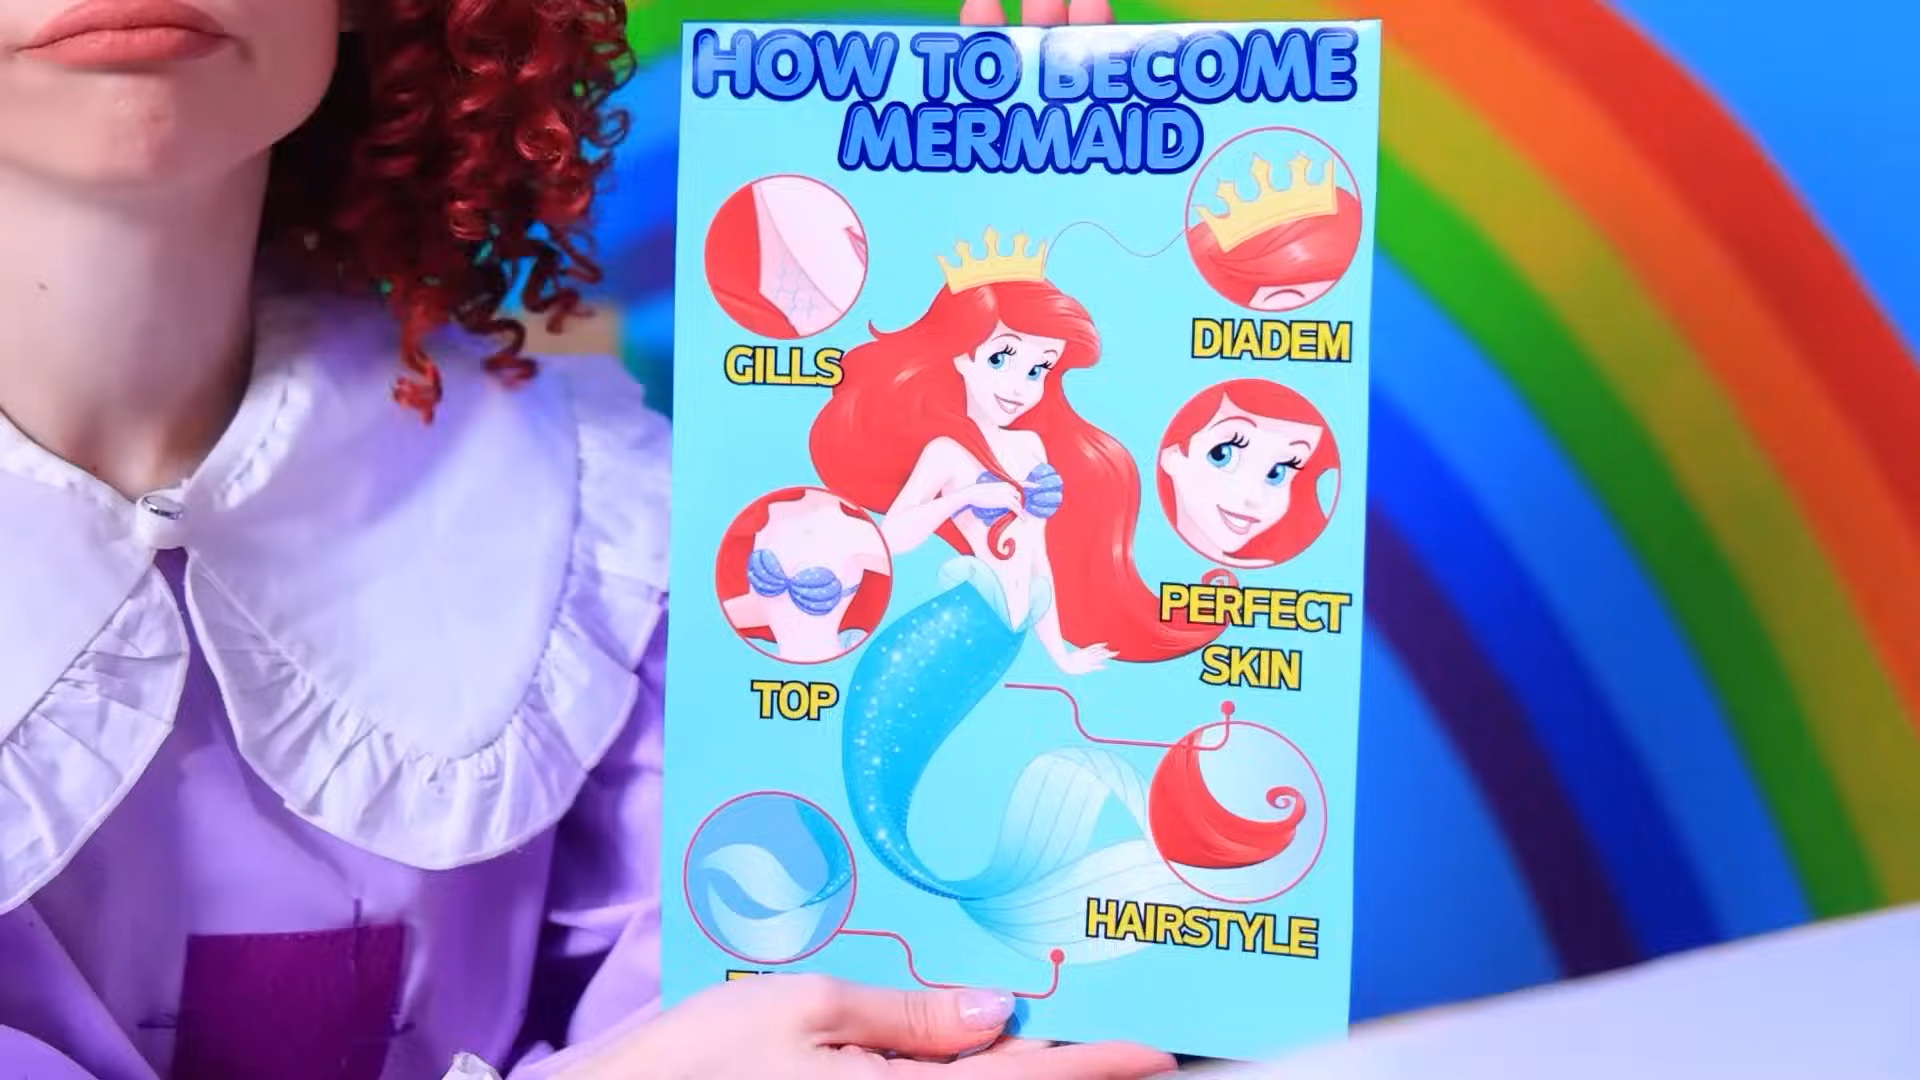 HOW TO BECOME
MERMAID
GILLS
DIADEM
PERFECT
SKIN
TOP
HAIRSTYLE